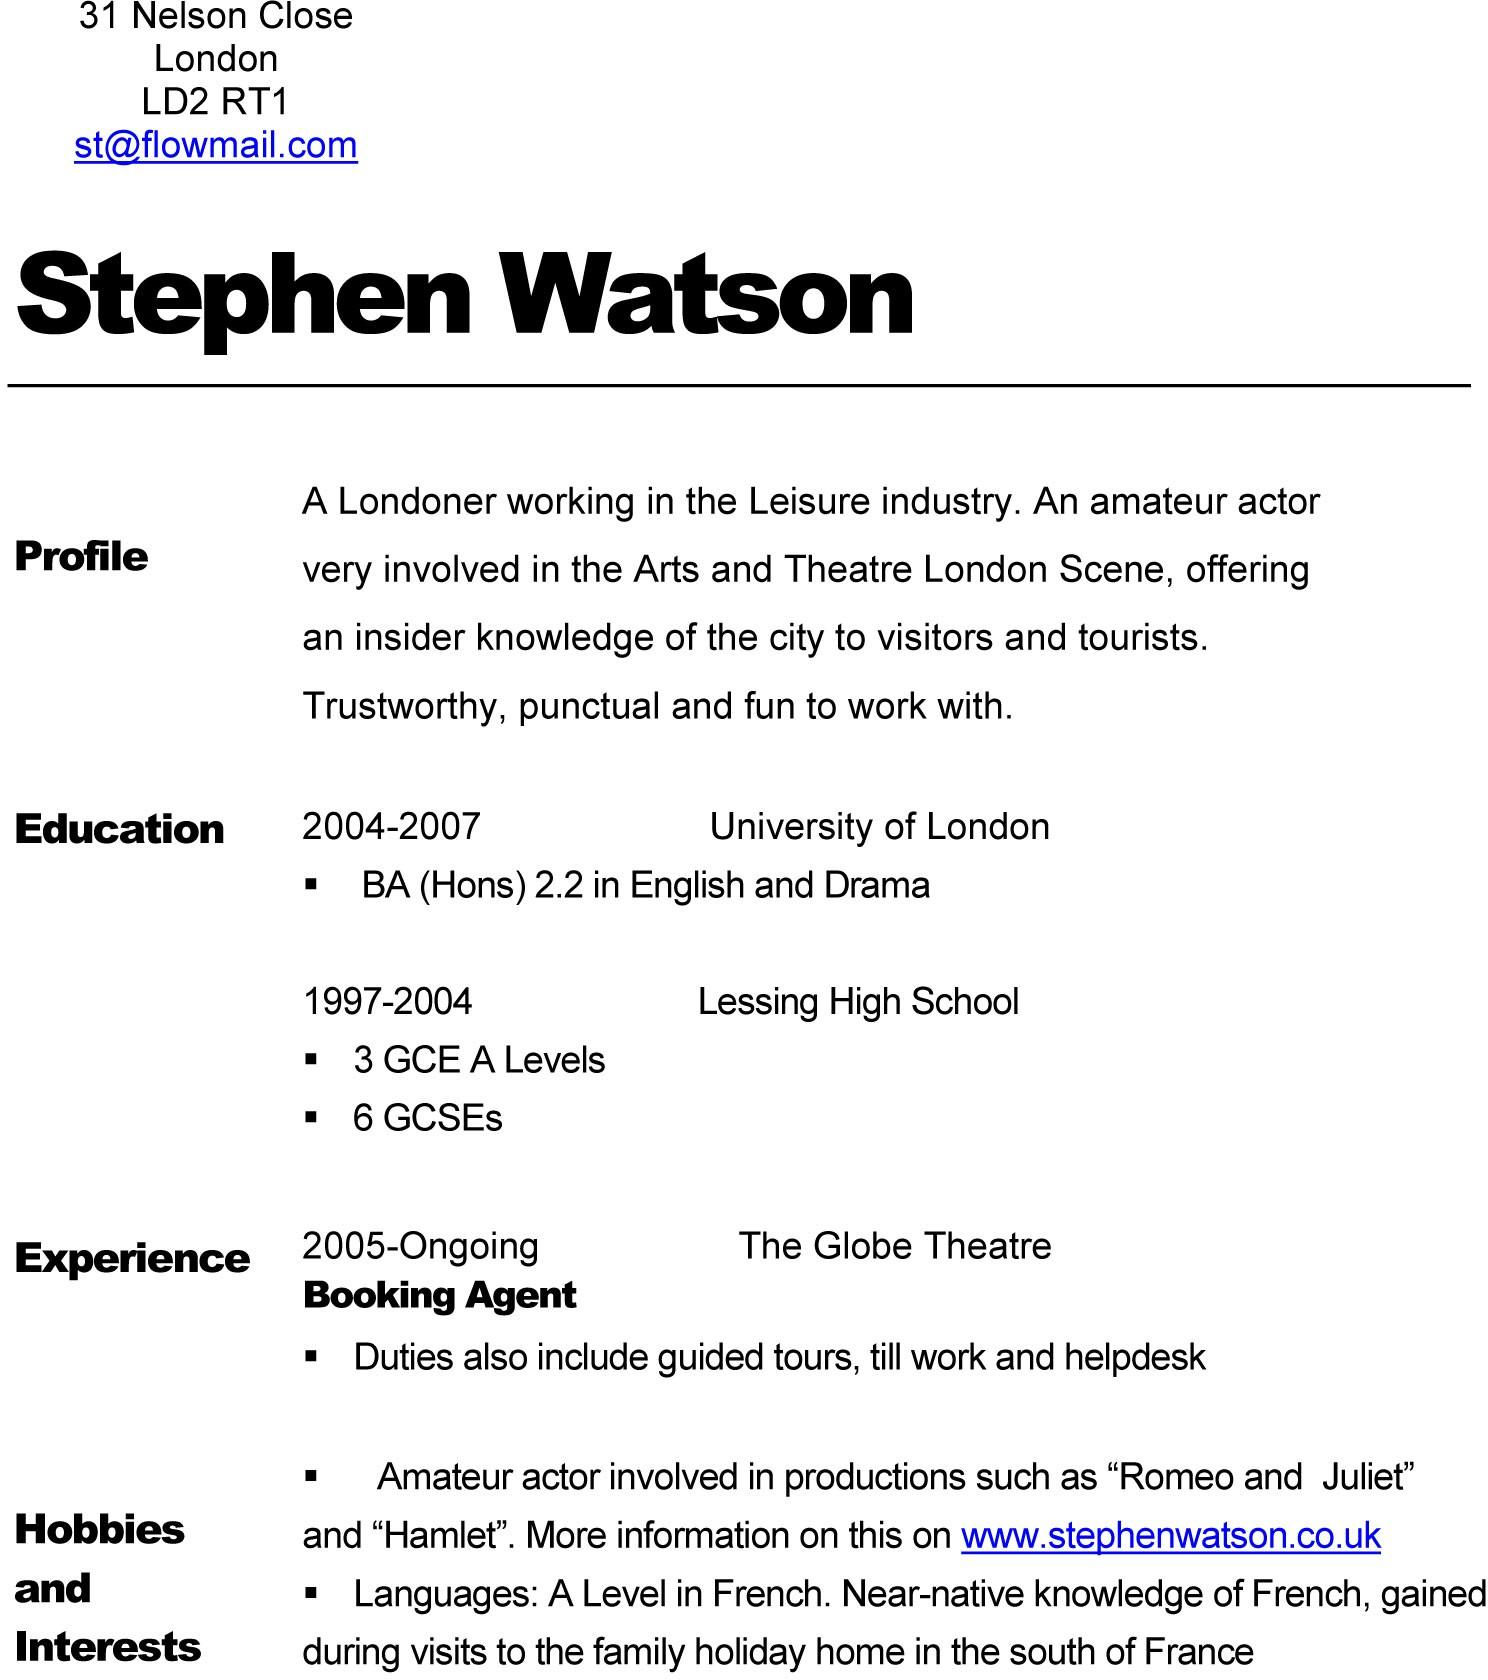 31 Nelson Close
London
LD2 RT1
st@flowmail.com
Stephen Watson
Profile
A Londoner working in the Leisure industry. An amateur actor
very involved in the Arts and Theatre London Scene, offering
an insider knowledge of the city to visitors and tourists.
Trustworthy, punctual and fun to work with.
Education
2004-2007 University of London
▪ BA (Hons) 2.2 in English and Drama
1997-2004 Lessing High School
▪ 3 GCE A Levels
▪ 6 GCSEs
Experience
2005-Ongoing The Globe Theatre
Booking Agent
▪ Duties also include guided tours, till work and helpdesk
Hobbies
and
Interests
▪ Amateur actor involved in productions such as “Romeo and Juliet”
and “Hamlet”. More information on this on www.stephenwatson.co.uk
▪ Languages: A Level in French. Near-native knowledge of French, gained
during visits to the family holiday home in the south of France